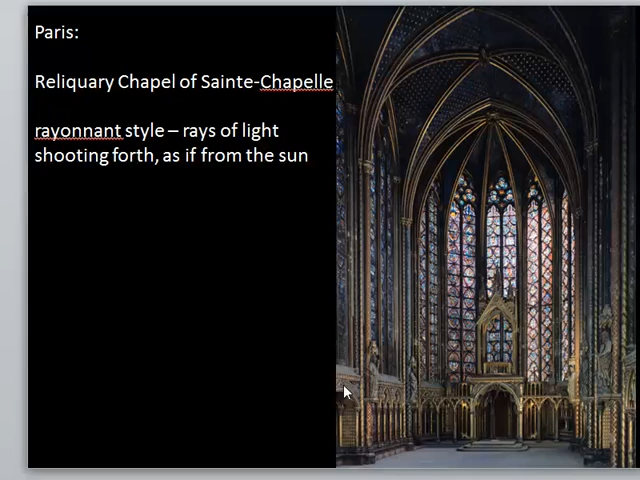 Paris:
Reliquary Chapel of Sainte-Chapelle
rayonnant style – rays of light
shooting forth, as if from the sun